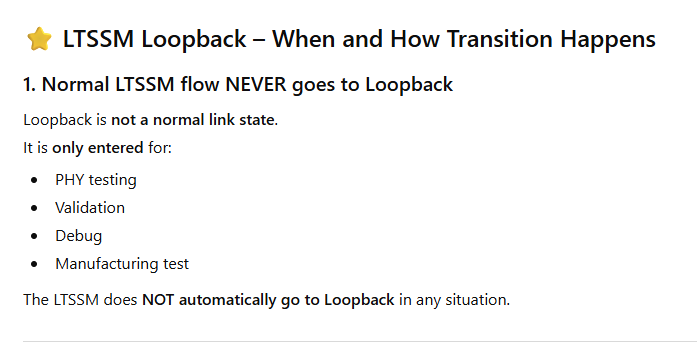 ⭐ LTSSM Loopback – When and How Transition Happens
1. Normal LTSSM flow NEVER goes to Loopback
Loopback is not a normal link state.
It is only entered for:
• PHY testing
• Validation
• Debug
• Manufacturing test
The LTSSM does NOT automatically go to Loopback in any situation.